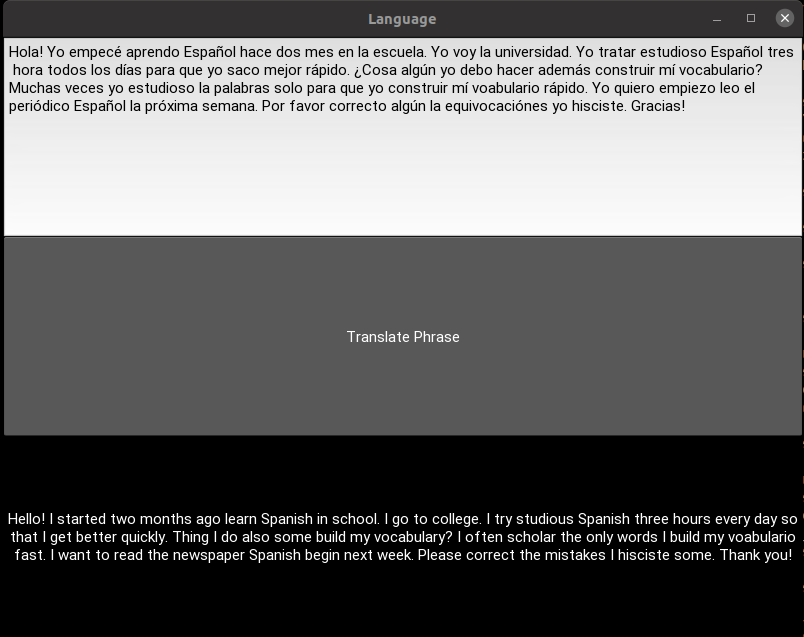 Language
Hola! Yo empecé aprendo Español hace dos mes en la escuela. Yo voy la universidad. Yo tratar estudioso Español tres
hora todos los días para que yo saco mejor rápido. ¿Cosa algún yo debo hacer además construir mí vocabulario?
Muchas veces yo estudioso la palabras solo para que yo construir mí voabulario rápido. Yo quiero empiezo leo el
periódico Español la próxima semana. Por favor correcto algún la equivocaciónes yo hisciste. Gracias!
Translate Phrase
Hello! I started two months ago learn Spanish in school. I go to college. I try studious Spanish three hours every day so
that I get better quickly. Thing I do also some build my vocabulary? I often scholar the only words I build my voabulario
fast. I want to read the newspaper Spanish begin next week. Please correct the mistakes I hisciste some. Thank you!